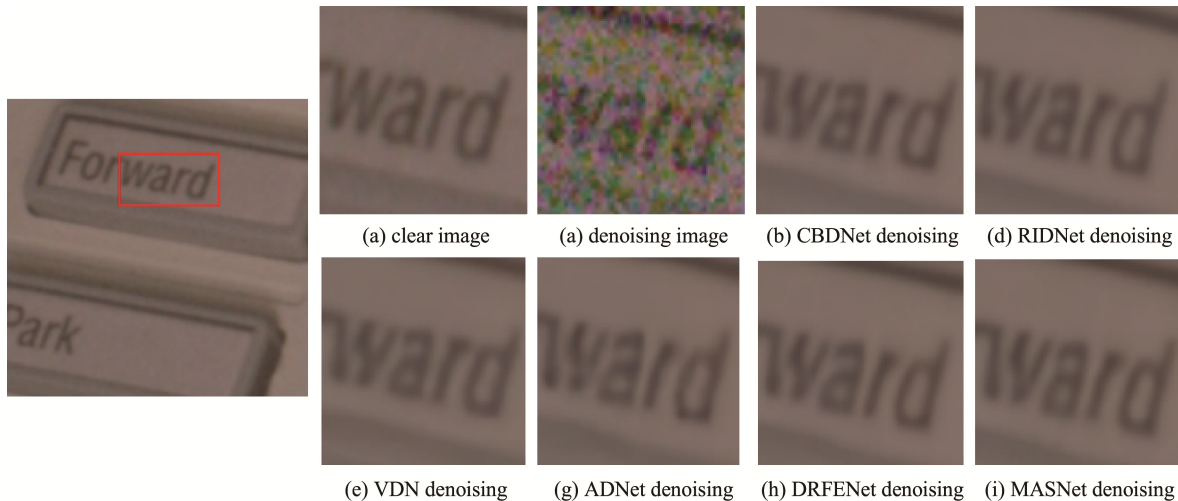 Forward
Park
ward
ward
ward
(a) clear image
(a) denoising image
(b) CBDNet denoising
(d) RIDNet denoising
ward
ward
ward
ward
(e) VDN denoising
(g) ADNet denoising
(h) DRFENet denoising
(i) MASNet denoising